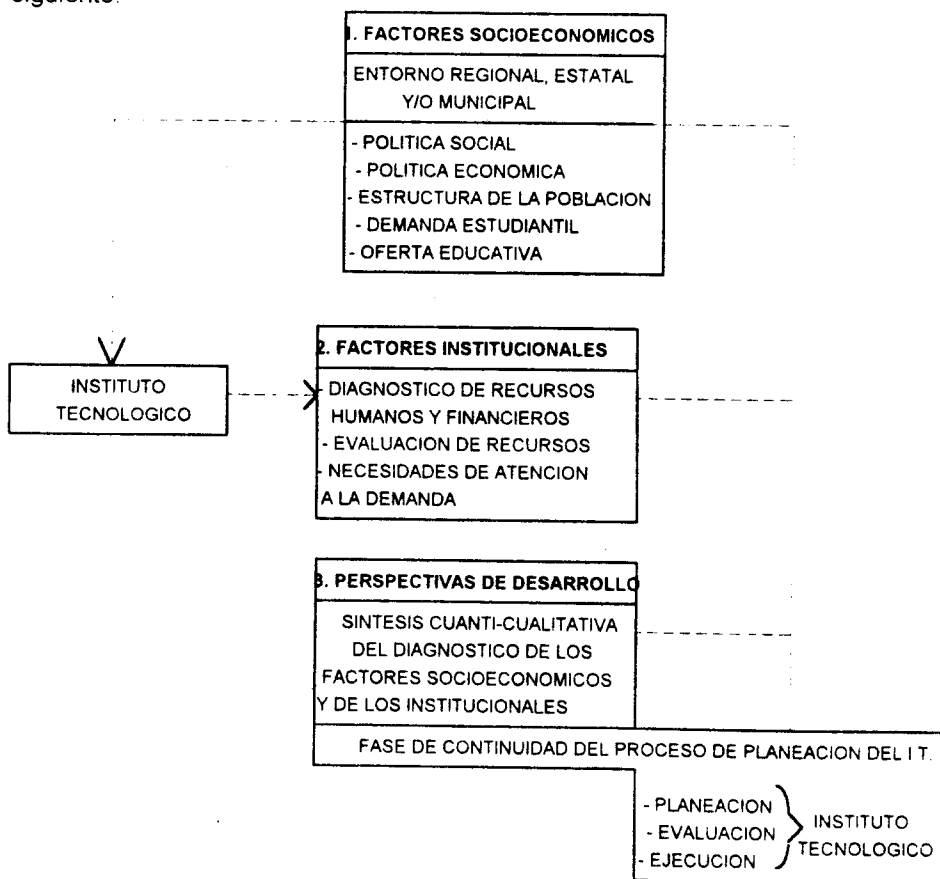 siguiente:
1. FACTORES SOCIOECONOMICOS
ENTORNO REGIONAL, ESTATAL
Y/O MUNICIPAL
- POLITICA SOCIAL
- POLITICA ECONOMICA
- ESTRUCTURA DE LA POBLACION
- DEMANDA ESTUDIANTIL
- OFERTA EDUCATIVA
INSTITUTO
TECNOLOGICO
2. FACTORES INSTITUCIONALES
- DIAGNOSTICO DE RECURSOS
HUMANOS Y FINANCIEROS
- EVALUACION DE RECURSOS
- NECESIDADES DE ATENCION
A LA DEMANDA
3. PERSPECTIVAS DE DESARROLLO
SINTESIS CUANTI-CUALITATIVA
DEL DIAGNOSTICO DE LOS
FACTORES SOCIOECONOMICOS
Y DE LOS INSTITUCIONALES
FASE DE CONTINUIDAD DEL PROCESO DE PLANEACION DEL I T.
- PLANEACION
- EVALUACION
- EJECUCION
INSTITUTO
TECNOLOGICO